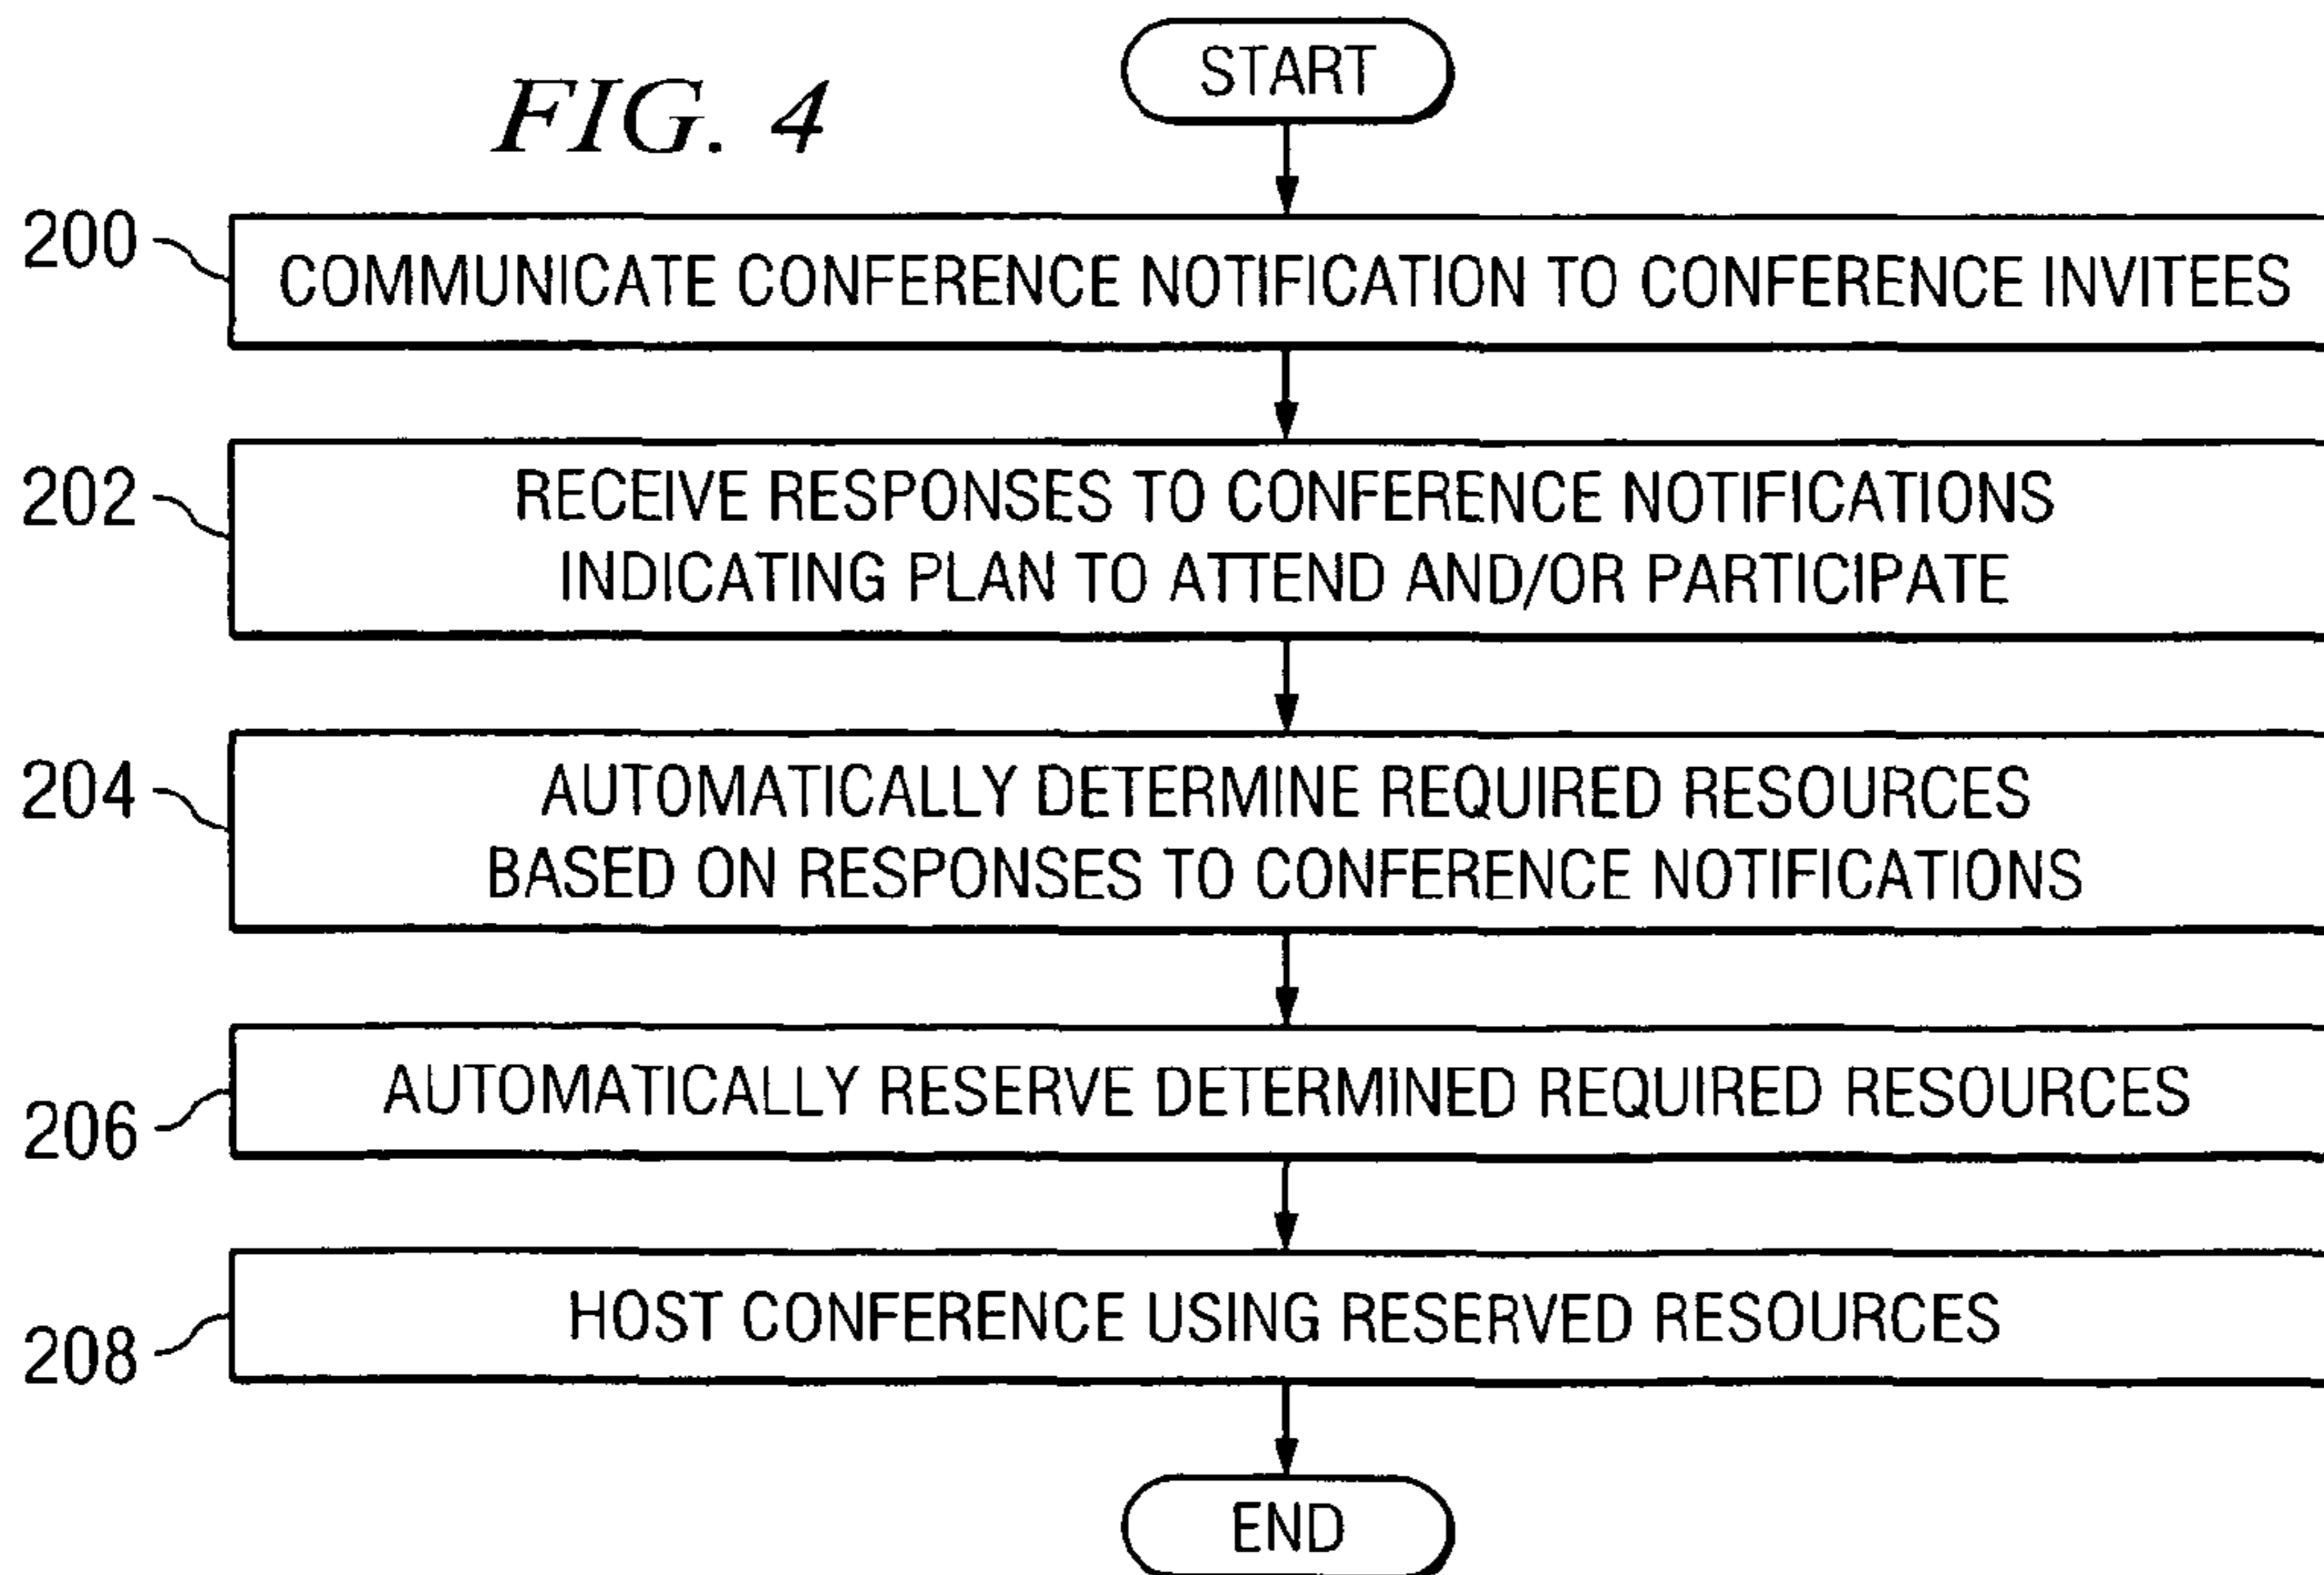 FIG. 4
START
200
COMMUNICATE CONFERENCE NOTIFICATION TO CONFERENCE INVITEES
202
RECEIVE RESPONSES TO CONFERENCE NOTIFICATIONS
INDICATING PLAN TO ATTEND AND/OR PARTICIPATE
204
AUTOMATICALLY DETERMINE REQUIRED RESOURCES
BASED ON RESPONSES TO CONFERENCE NOTIFICATIONS
206
AUTOMATICALLY RESERVE DETERMINED REQUIRED RESOURCES
208
HOST CONFERENCE USING RESERVED RESOURCES
END